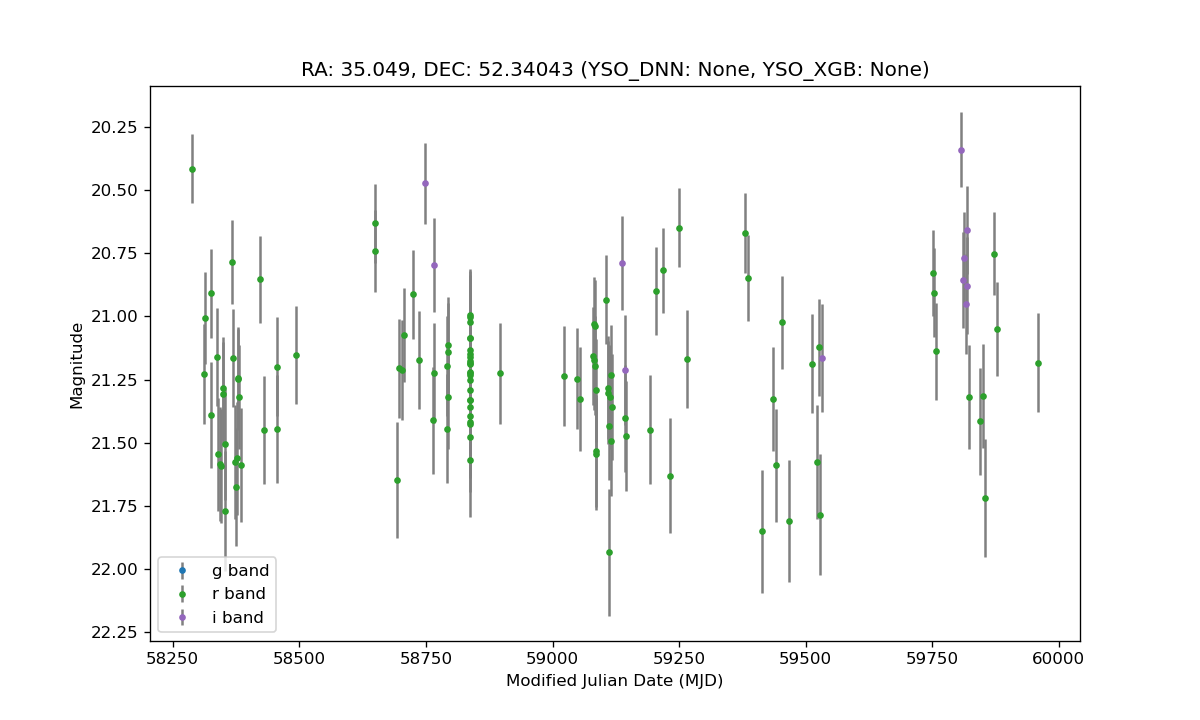 RA: 35.049, DEC: 52.34043 (YSO_DNN: None, YSO_XGB: None)
Magnitude
20.25
20.50
20.75
21.00
21.25
21.50
21.75
22.00
22.25
g band
r band
i band
58250 58500 58750 59000 59250 59500 59750 60000
Modified Julian Date (MJD)